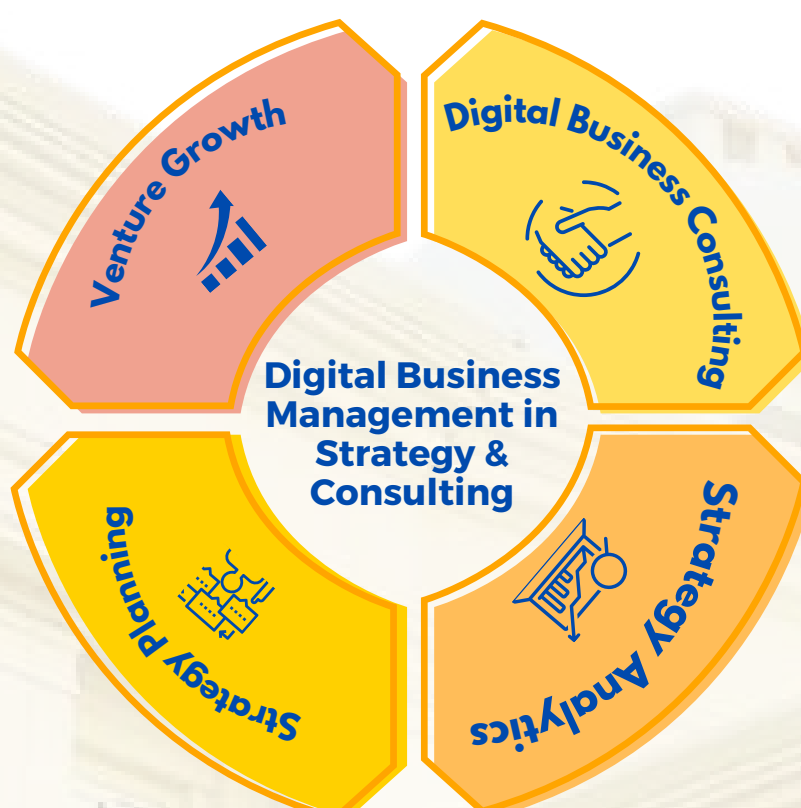 Venture Growth
Digital Business Consulting
Digital Business
Management in
Strategy &
Consulting
Strategy Planning
Strategy Analytics